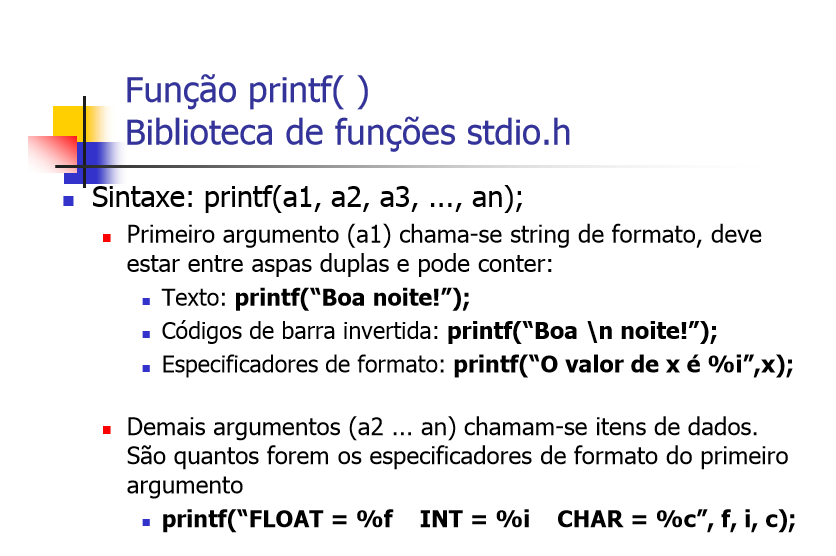 Função printf( )
Biblioteca de funções stdio.h
Sintaxe: printf(a1, a2, a3, ..., an);
Primeiro argumento (a1) chama-se string de formato, deve
estar entre aspas duplas e pode conter:
Texto: printf(“Boa noite!”);
Códigos de barra invertida: printf(“Boa \n noite!”);
Especificadores de formato: printf(“O valor de x é %i”,x);
Demais argumentos (a2 ... an) chamam-se itens de dados.
São quantos forem os especificadores de formato do primeiro
argumento
printf(“FLOAT = %f    INT = %i    CHAR = %c”, f, i, c);